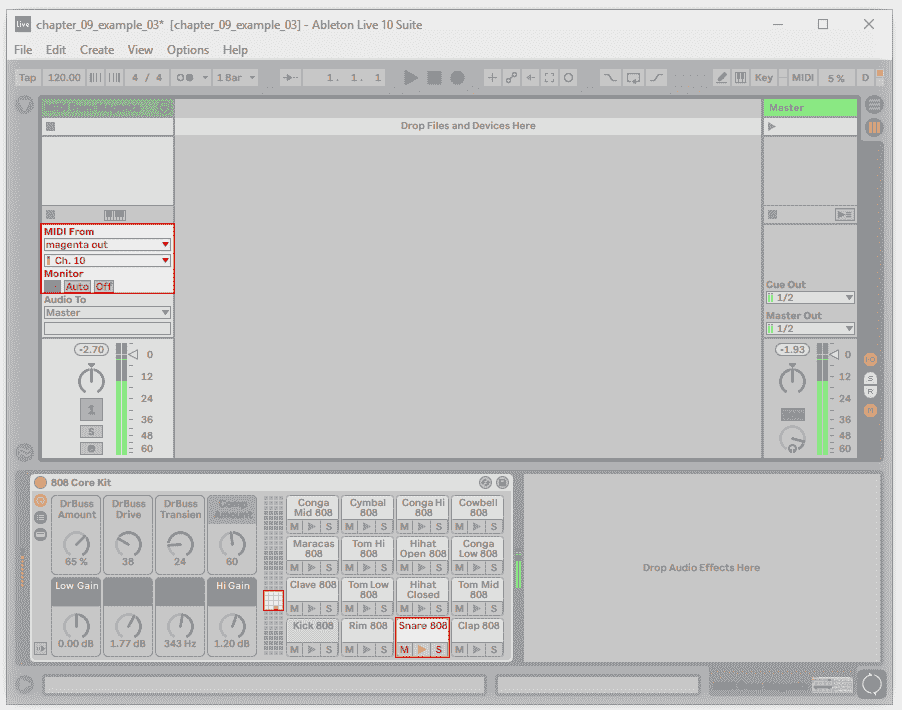 live chapter_09_example_03* [chapter_09_example_03] - Ableton Live 10 Suite
File Edit Create View Options Help
Tap 120.00 4 / 4 1 Bar 1. 1. 1 Key MIDI 5 % D
Drop Files and Devices Here
Master
MIDI From
magenta out
Ch. 10
Monitor
Auto Off
Audio To
Master
Cue Out
1/2
Master Out
1/2
-2.70
0
12
24
36
48
60
1
S
-1.93
0
12
24
36
48
60
S
R
808 Core Kit
DrBuss Amount
DrBuss Drive
DrBuss Transien
Comp Amount
65 %
38
24
60
Low Gain
Hi Gain
0.00 dB
1.77 dB
343 Hz
1.20 dB
Conga Mid 808
Cymbal 808
Conga Hi 808
Cowbell 808
M S M S M S M S
Maracas 808
Tom Hi 808
Hihat Open 808
Conga Low 808
M S M S M S M S
Clave 808
Tom Low 808
Hihat Closed
Tom Mid 808
M S M S M S M S
Kick 808
Rim 808
Snare 808
Clap 808
M S M S M S M S
Drop Audio Effects Here